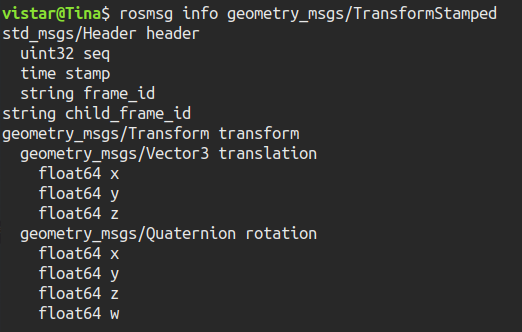 vistar@Tina$ rosmsg info geometry_msgs/TransformStamped
std_msgs/Header header
  uint32 seq
  time stamp
  string frame_id
string child_frame_id
geometry_msgs/Transform transform
  geometry_msgs/Vector3 translation
    float64 x
    float64 y
    float64 z
  geometry_msgs/Quaternion rotation
    float64 x
    float64 y
    float64 z
    float64 w